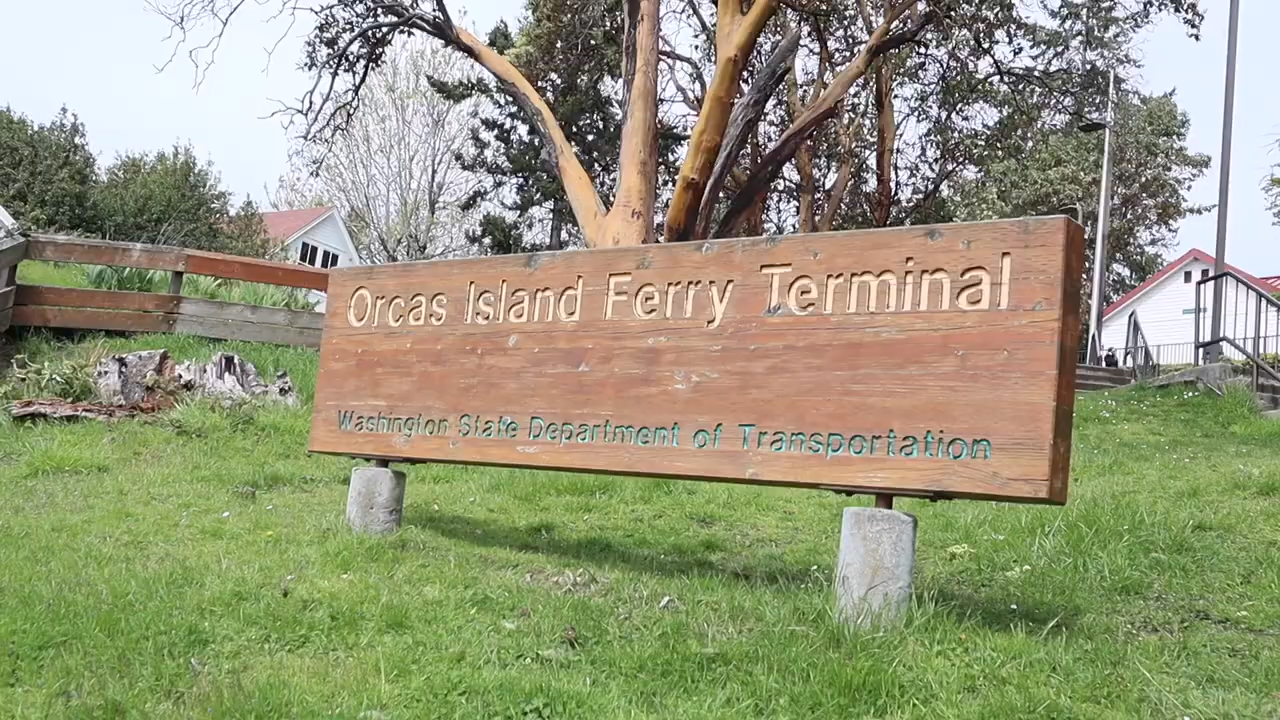 Orcas Island Ferry Terminal
Washington State Department of Transportation